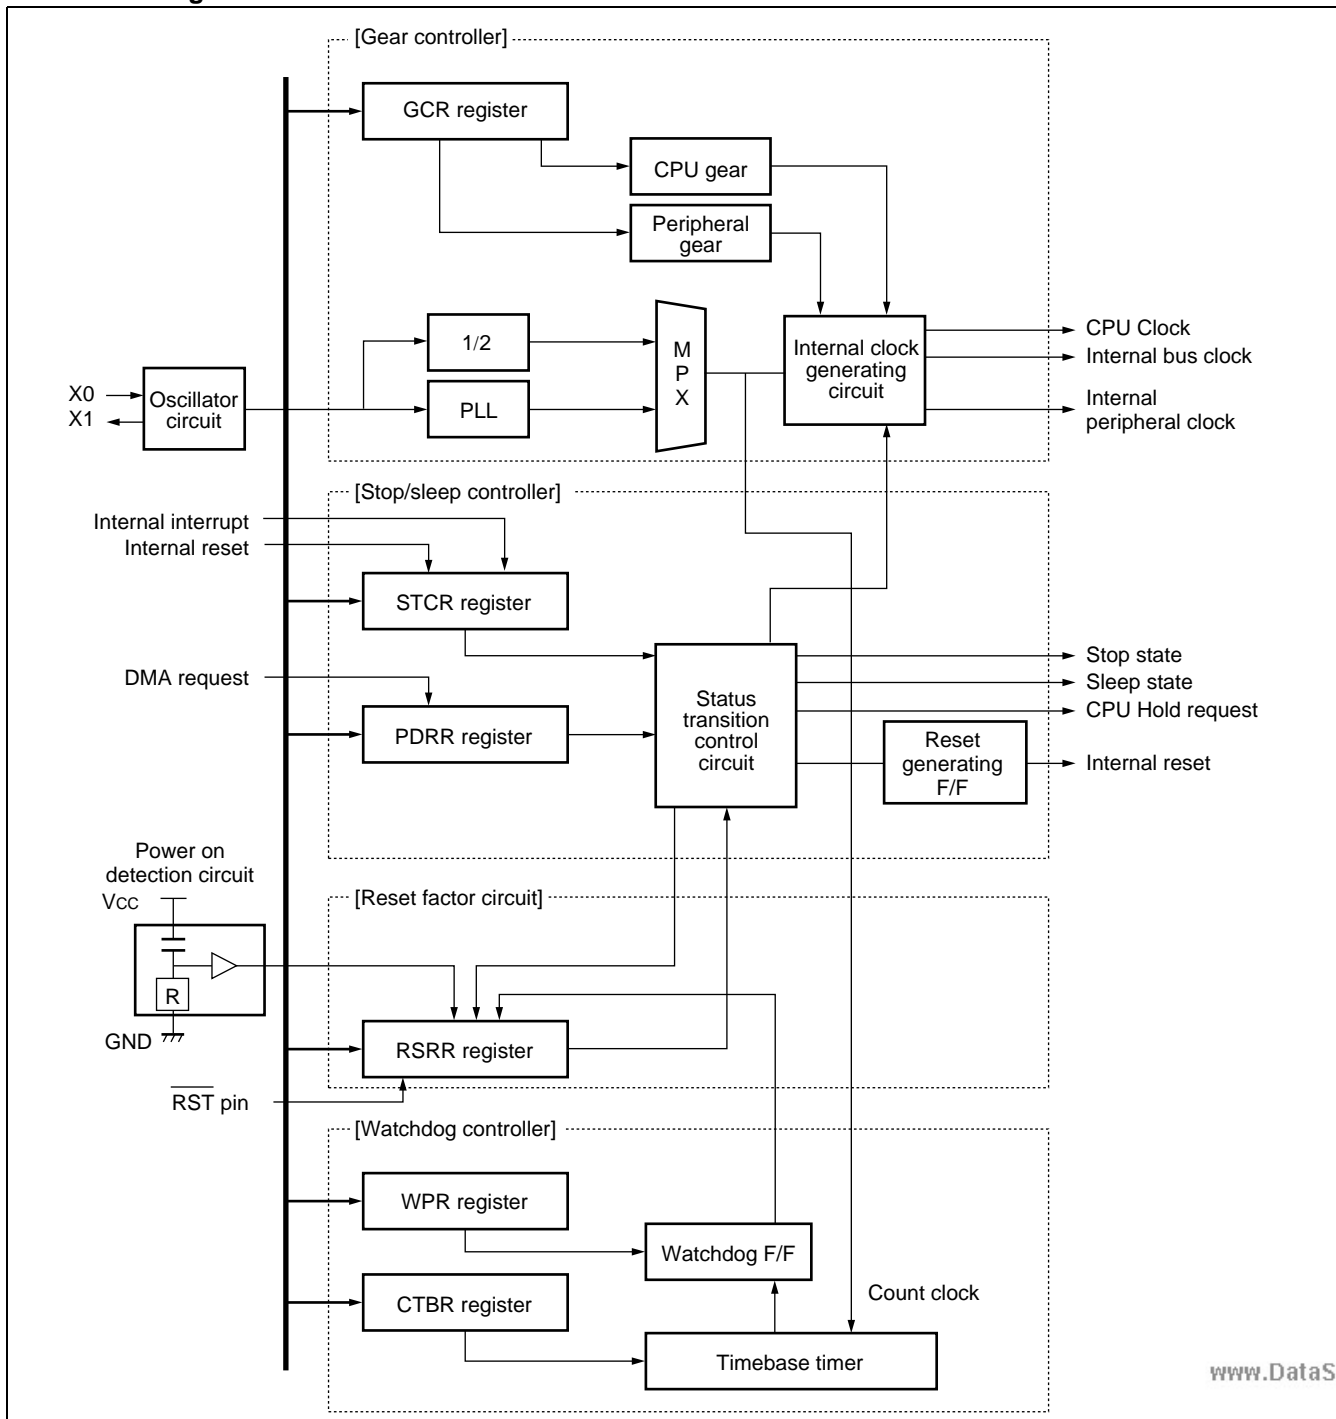 [Gear controller]
GCR register
CPU gear
Peripheral
gear
1/2
PLL
M
P
X
Internal clock
generating
circuit
CPU Clock
Internal bus clock
Internal
peripheral clock
X0
X1
Oscillator
circuit
[Stop/sleep controller]
Internal interrupt
Internal reset
STCR register
DMA request
PDRR register
Status
transition
control
circuit
Stop state
Sleep state
CPU Hold request
Reset
generating
F/F
Internal reset
Power on
detection circuit
VCC
R
GND
[Reset factor circuit]
RSRR register
RST pin
[Watchdog controller]
WPR register
Watchdog F/F
CTBR register
Count clock
Timebase timer
www.DataS